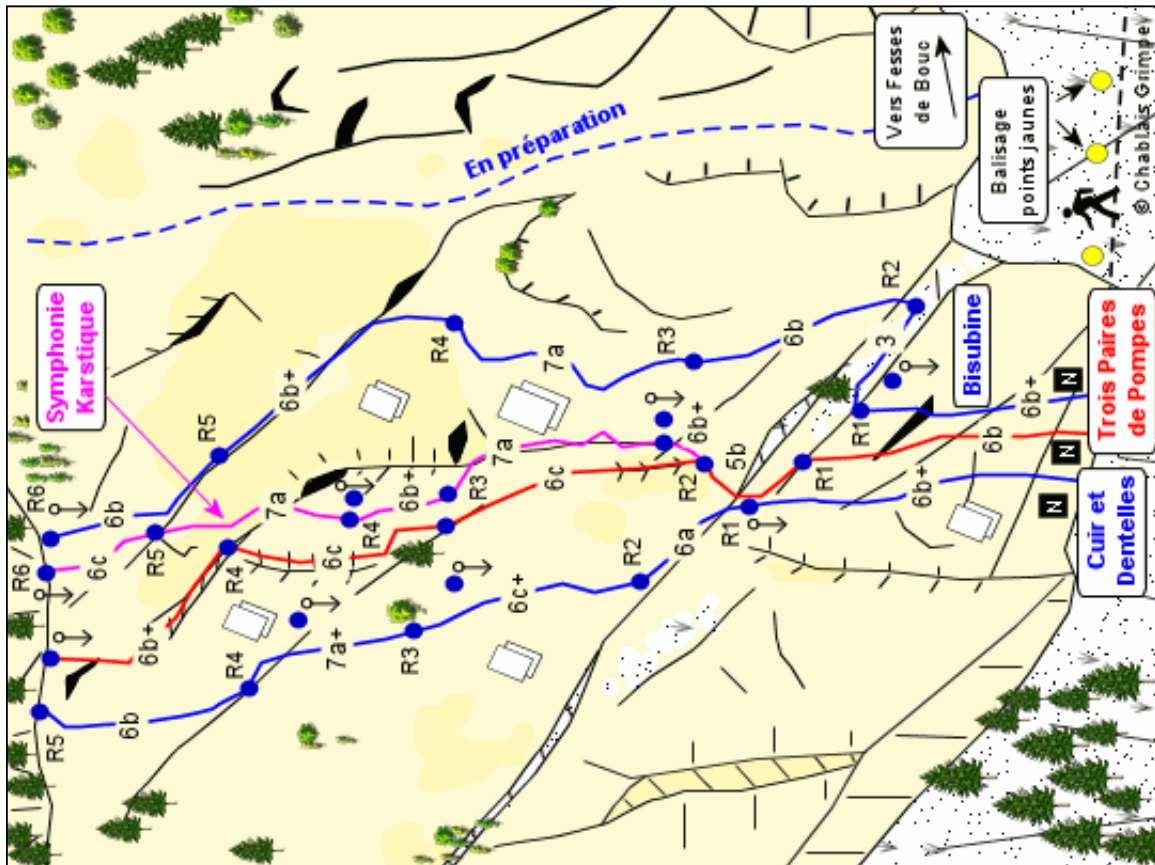 Vers Fesses
de Bouc
Balisage
points jaunes
© Chablais Grimpe
En préparation
Symphonie
Karstique
Bisubine
Trois Paires
de Pompes
Cuir et
Dentelles
R6
R6
R5
6b
6c
6b+
R5
R5
6b
6b+
R4
R4
7a
6b+
R4
6c
R4
7a+
R3
6c+
R3
7a
6c
7a
R3
6b
R2
6a
R2
6b+
5b
R1
R1
R1
3
R2
6b+
6b
6b+
N
N
N